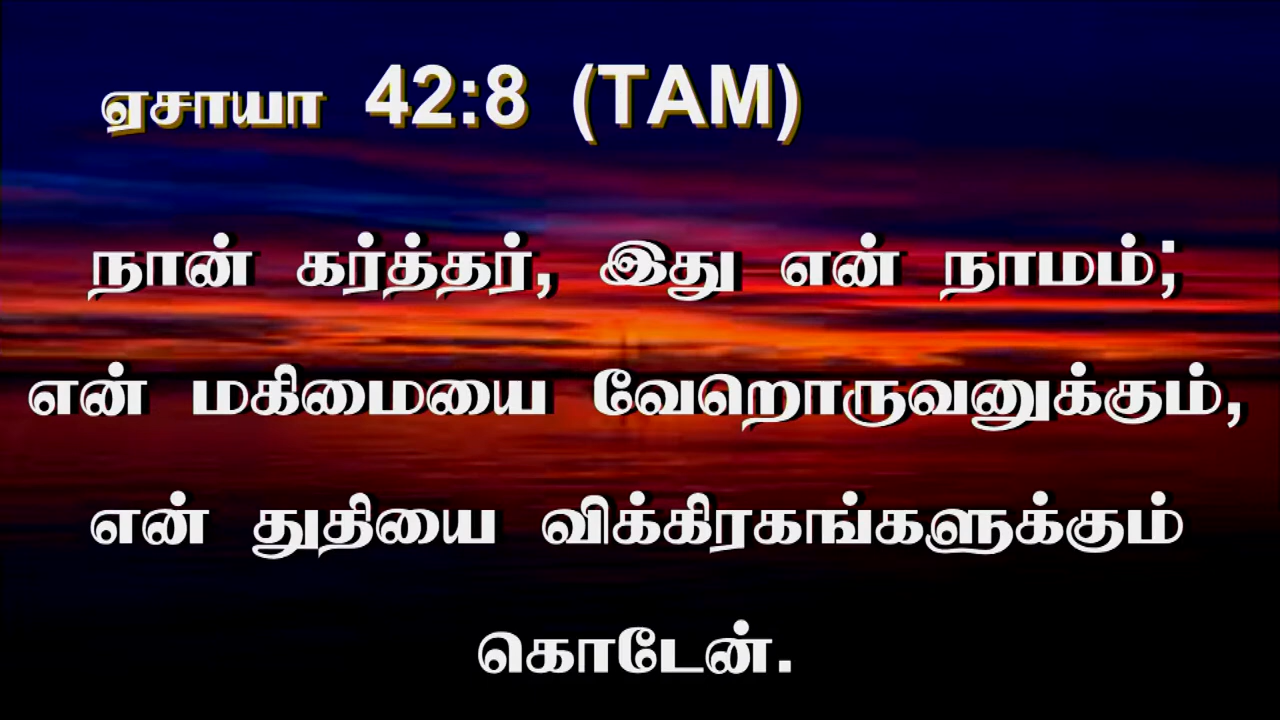 ஏசாயா 42:8 (TAM)
நான் கர்த்தர், இது என் நாமம்;
என் மகிமையை வேறொருவனுக்கும்,
என் துதியை விக்கிரகங்களுக்கும்
கொடேன்.